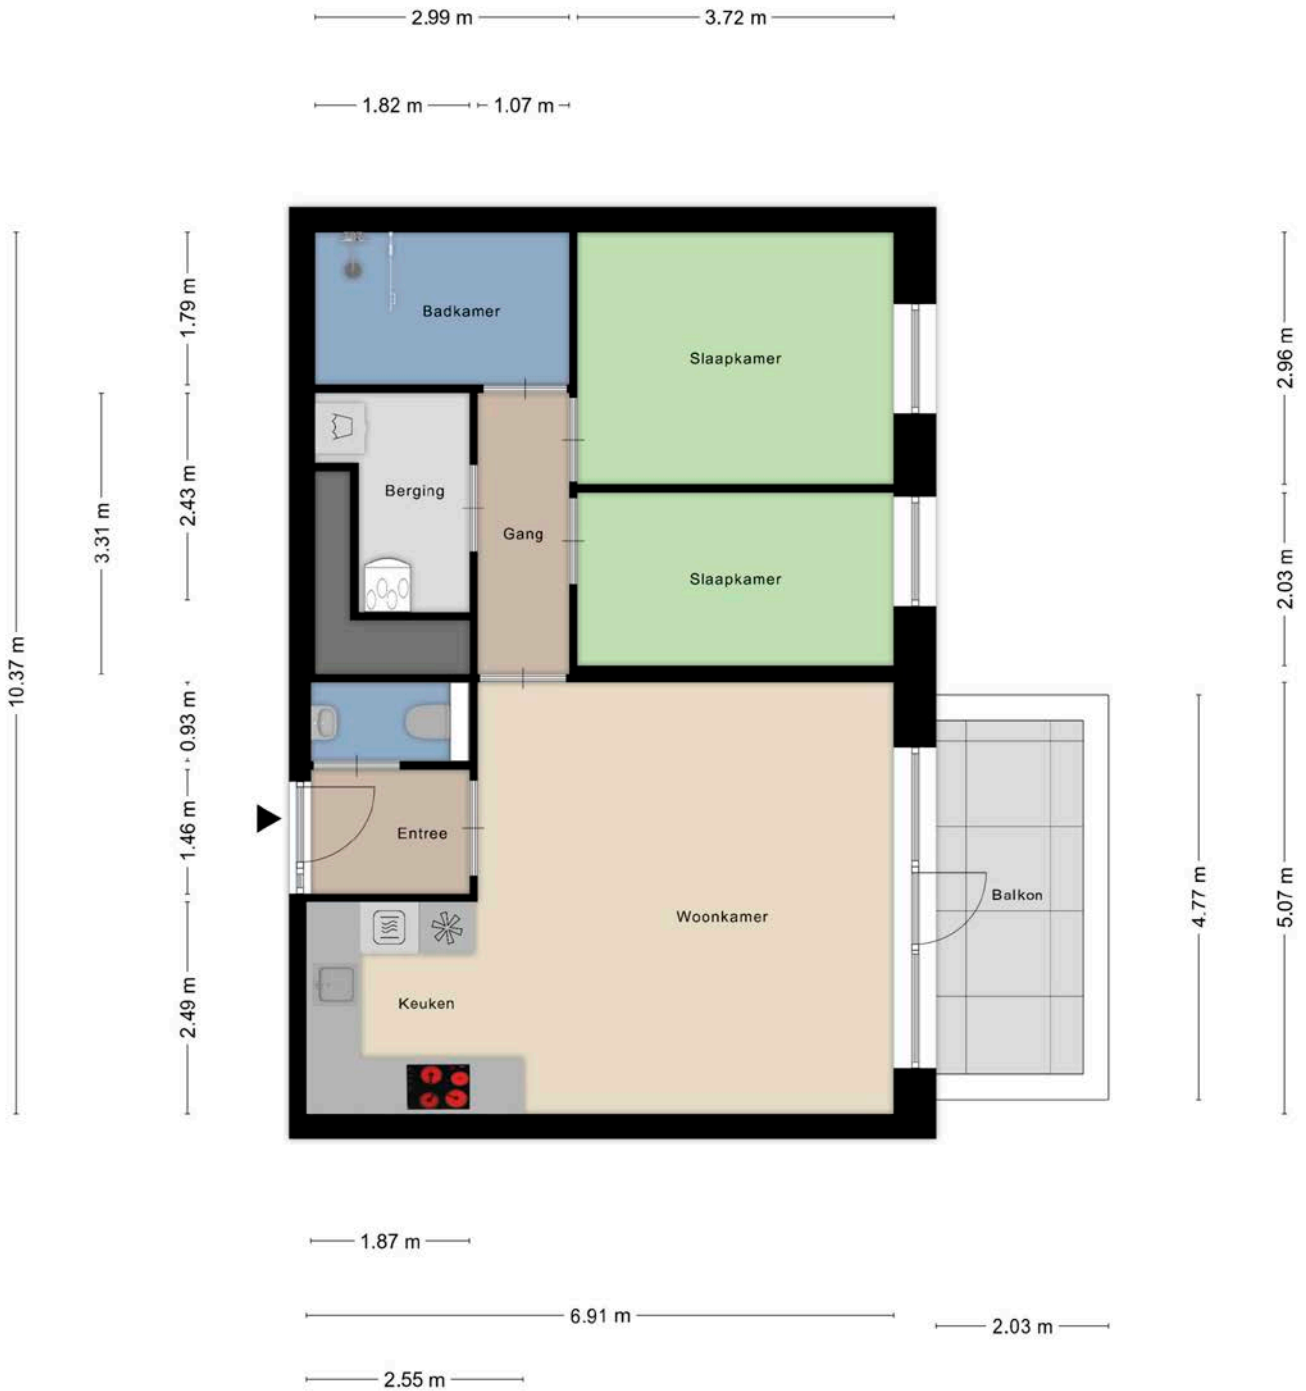 2.99 m
3.72 m
1.82 m
1.07 m
Badkamer
Slaapkamer
1.79 m
2.96 m
Berging
2.43 m
3.31 m
Gang
Slaapkamer
2.03 m
10.37 m
0.93 m
1.46 m
Entree
Woonkamer
Balkon
4.77 m
5.07 m
Keuken
2.49 m
1.87 m
6.91 m
2.03 m
2.55 m